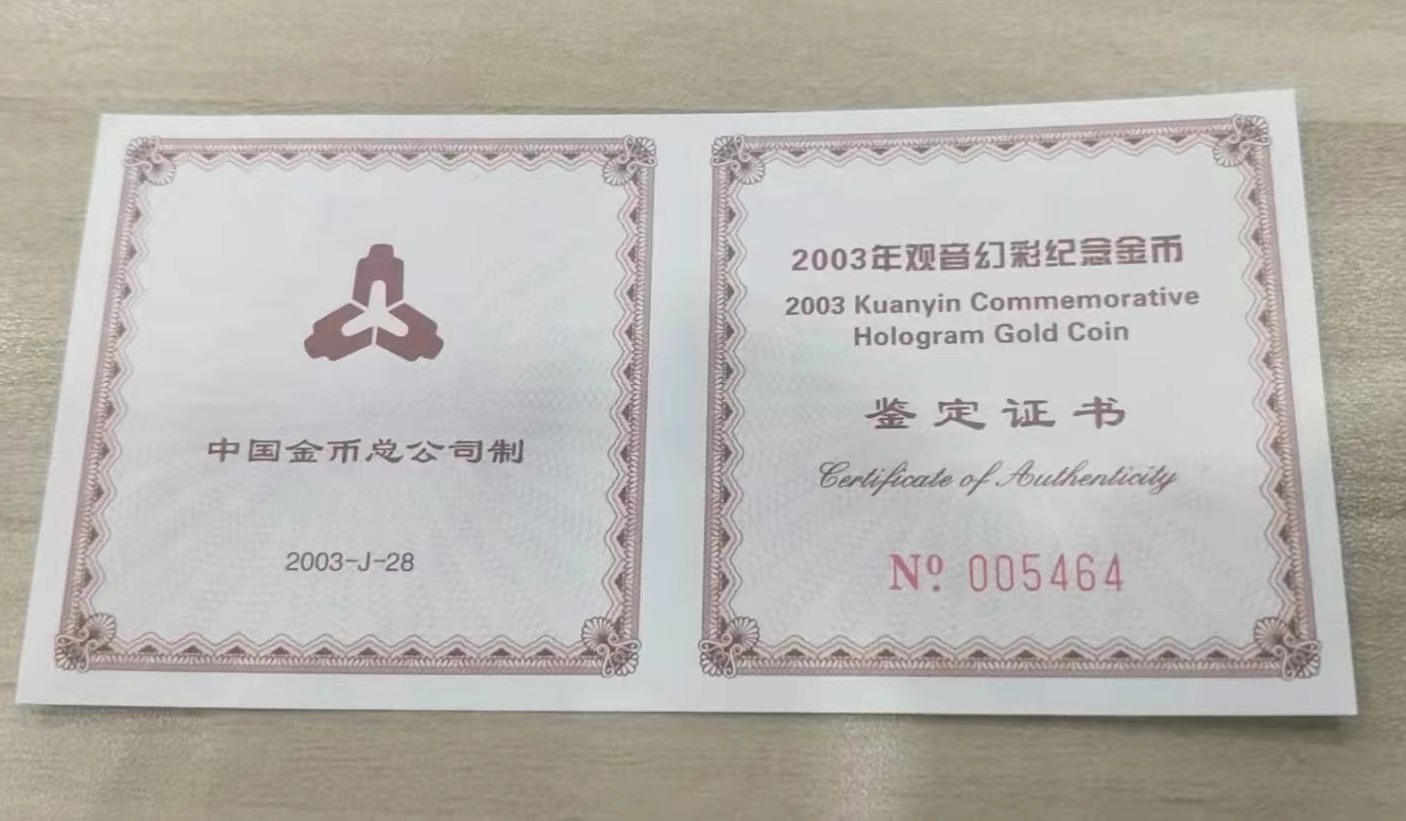 中国金币总公司制
2003-J-28
2003年观音幻彩纪念金币
2003 Kuanyin Commemorative
Hologram Gold Coin
鉴定证书
Certificate of Authenticity
Nº 005464